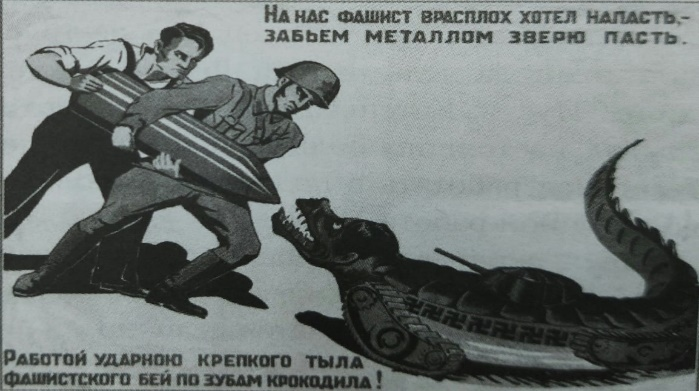 НА НАС ФАШИСТ ВРАСПЛОХ ХОТЕЛ НАПАСТЬ,-
ЗАБЬЕМ МЕТАЛЛОМ ЗВЕРЮ ПАСТЬ.
РАБОТОЙ УДАРНОЮ КРЕПКОГО ТЫЛА
ФАШИСТСКОГО БЕЙ ПО ЗУБАМ КРОКОДИЛА!